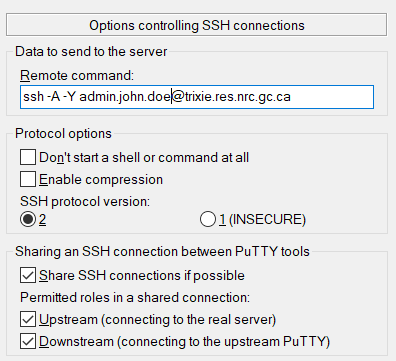 Options controlling SSH connections
Data to send to the server
Remote command:
ssh -A -Y admin.john.doe@trixie.res.nrc.gc.ca
Protocol options
Don't start a shell or command at all
Enable compression
SSH protocol version:
2 1 (INSECURE)
Sharing an SSH connection between PuTTY tools
Share SSH connections if possible
Permitted roles in a shared connection:
Upstream (connecting to the real server)
Downstream (connecting to the upstream PuTTY)